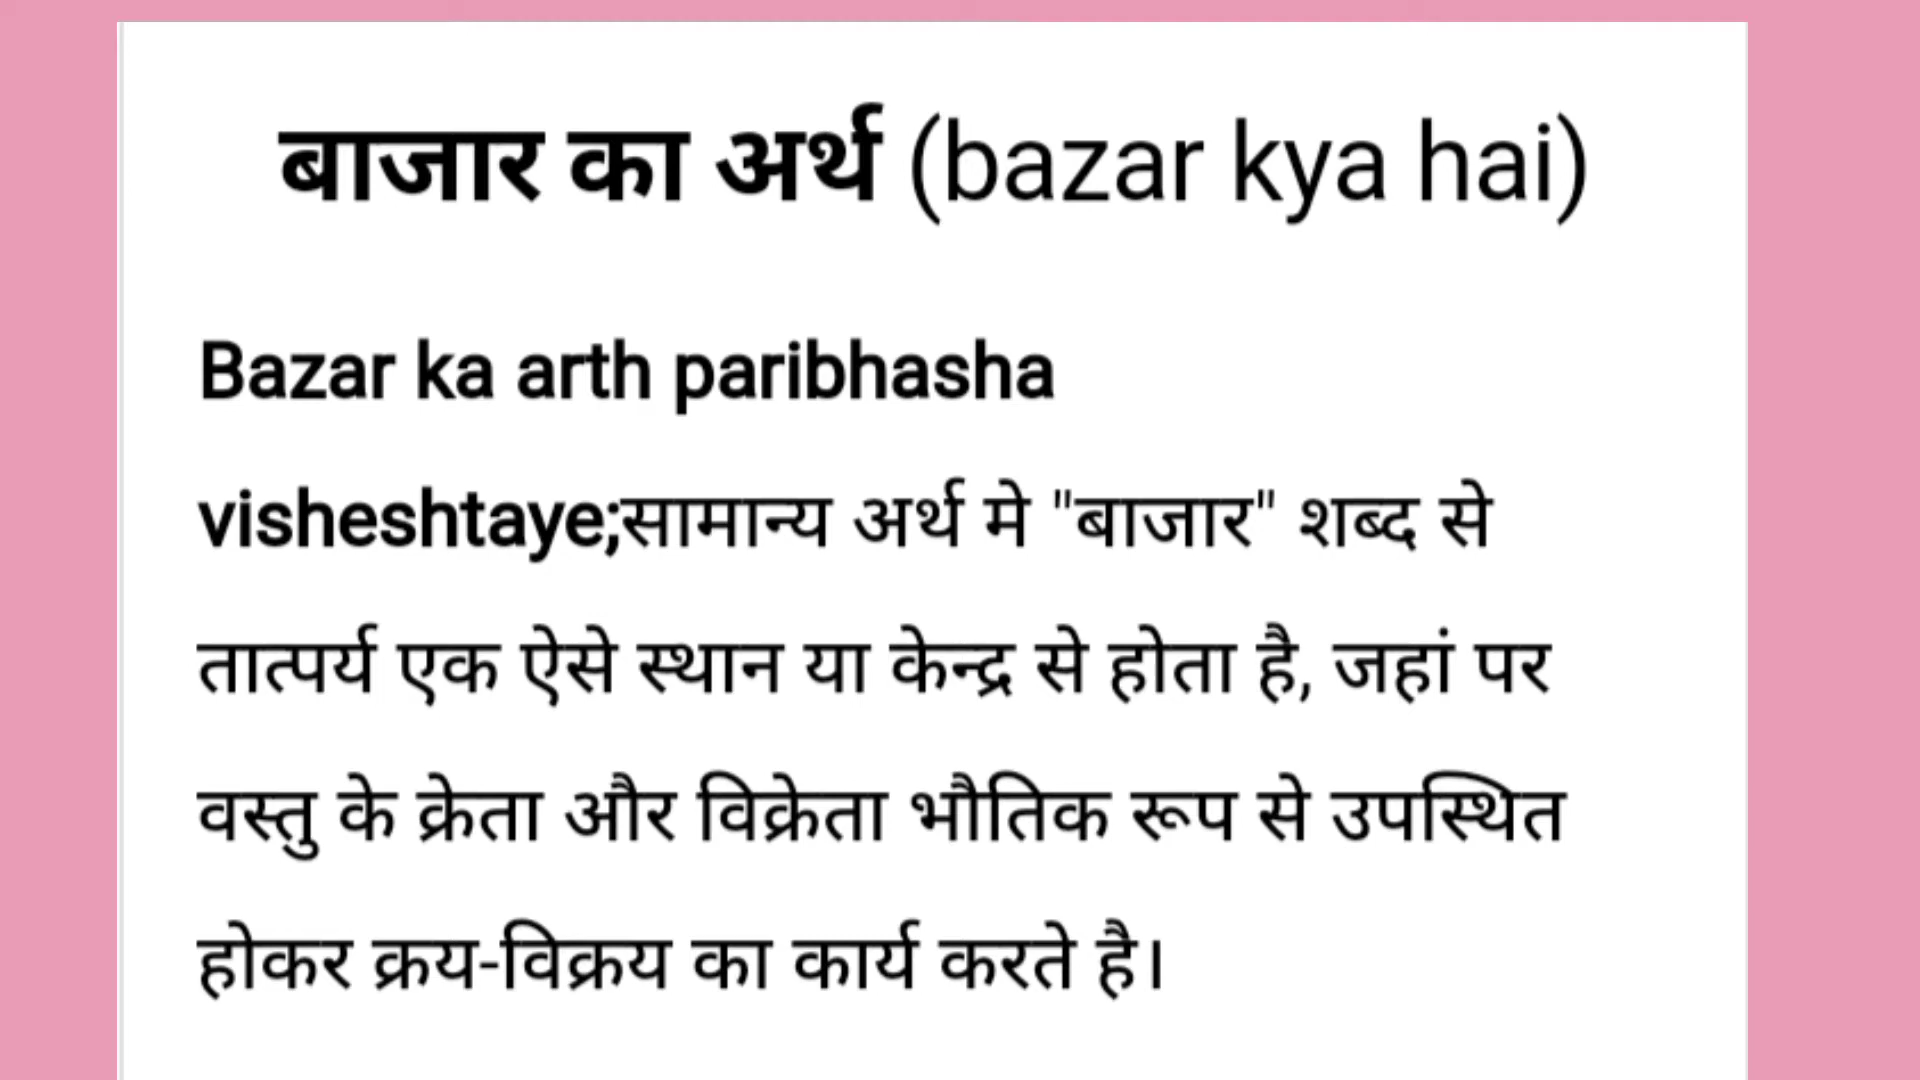 बाजार का अर्थ (bazar kya hai)
Bazar ka arth paribhasha
visheshtaye;सामान्य अर्थ मे "बाजार" शब्द से
तात्पर्य एक ऐसे स्थान या केन्द्र से होता है, जहां पर
वस्तु के क्रेता और विक्रेता भौतिक रूप से उपस्थित
होकर क्रय-विक्रय का कार्य करते है।